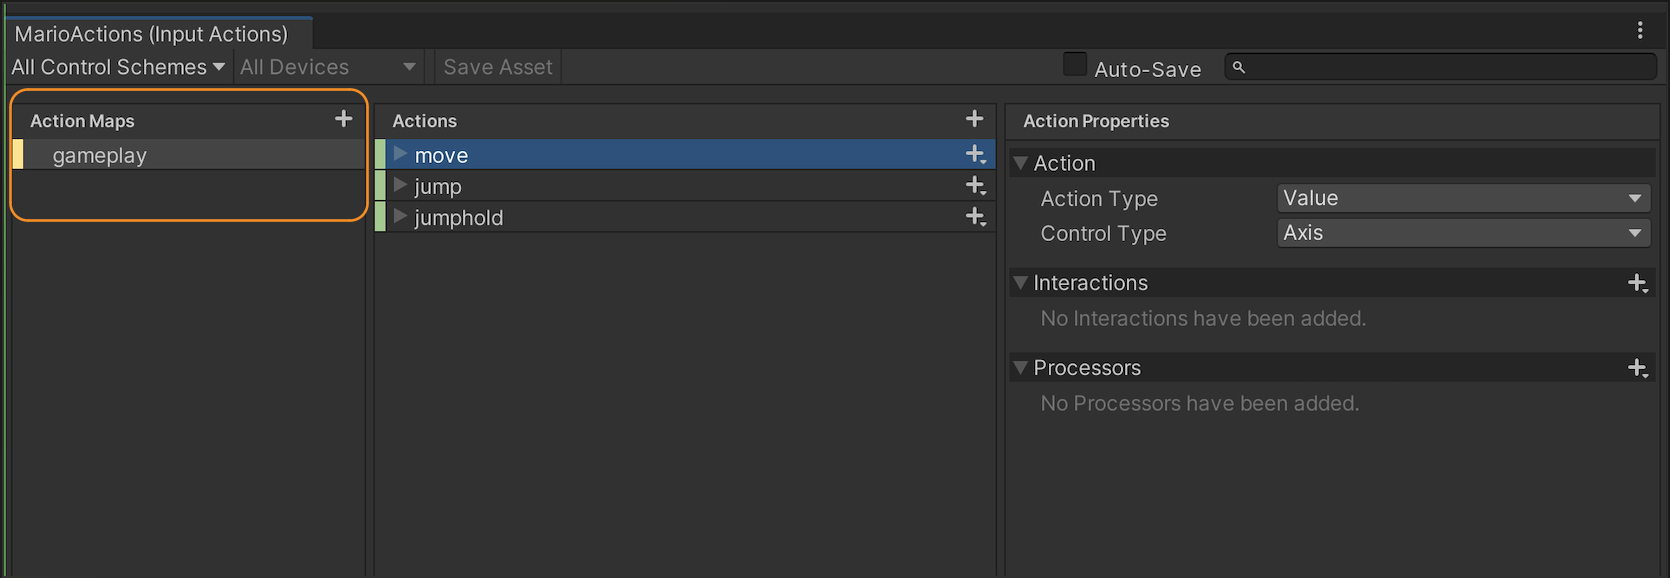 MarioActions (Input Actions)
All Control Schemes All Devices Save Asset Auto-Save
Action Maps
gameplay
Actions
move
jump
jumphold
Action Properties
Action
Action Type Value
Control Type Axis
Interactions
No Interactions have been added.
Processors
No Processors have been added.